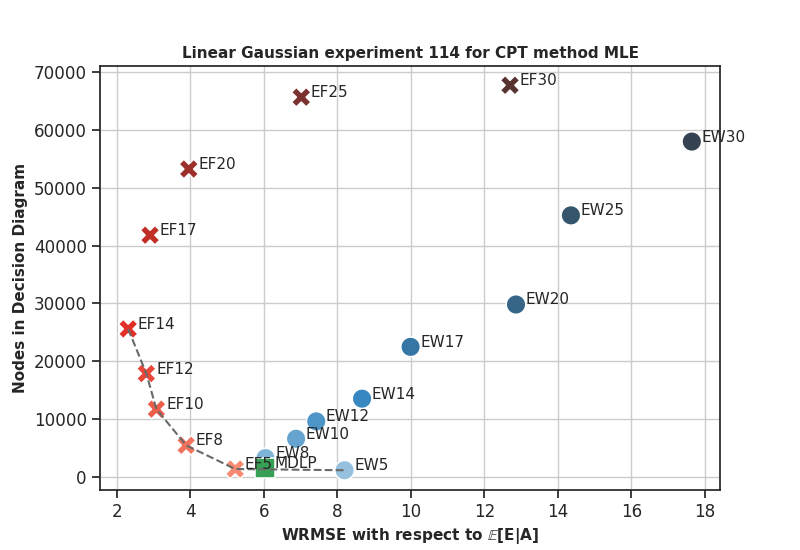 Linear Gaussian experiment 114 for CPT method MLE
Nodes in Decision Diagram
70000
60000
50000
40000
30000
20000
10000
0
EF30
EF25
EW30
EF20
EW25
EF17
EW20
EF14
EW17
EF12
EW14
EF10
EW12
EW10
EF8
EW8
EF5
MDLP
EW5
2 4 6 8 10 12 14 16 18
WRMSE with respect to 𝔼[E|A]